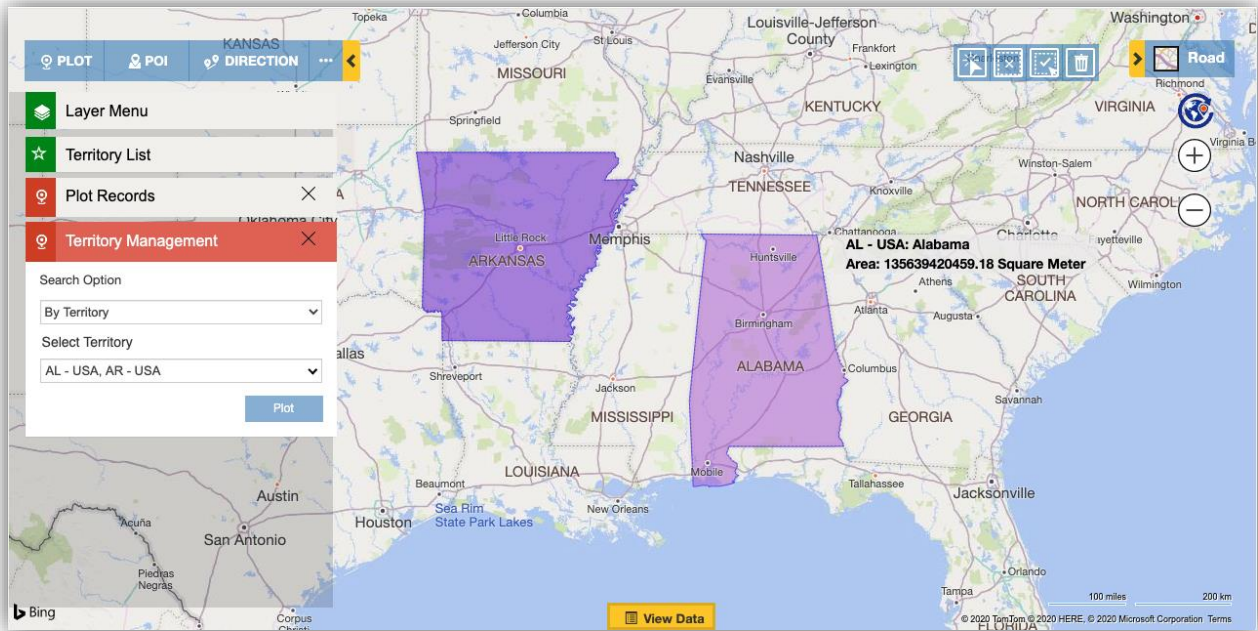 Topeka
Columbia
Louisville-Jefferson
County
Washington
KANSAS
Jefferson City
St Louis
Frankfort
Lexington
PLOT
POI
DIRECTION
Road
MISSOURI
Evansville
Richmond
Layer Menu
KENTUCKY
VIRGINIA
Springfield
Territory List
Nashville
Winston-Salem
Virginia B
Plot Records
TENNESSEE
Knoxville
NORTH CAROL
Oklahoma City
Territory Management
Little Rock
Memphis
Chattanooga
Charlotte
Fayetteville
ARKANSAS
Huntsville
AL - USA: Alabama
Area: 135639420459.18 Square Meter
Search Option
Athens
SOUTH
CAROLINA
Wilmington
By Territory
Birmingham
Atlanta
Augusta
Select Territory
allas
AL - USA, AR - USA
Shreveport
Jackson
ALABAMA
Columbus
Savannah
Plot
MISSISSIPPI
GEORGIA
LOUISIANA
Mobile
Beaumont
Tallahassee
Jacksonville
Austin
Houston
Sea Rim
State Park Lakes
New Orleans
Acuña
San Antonio
Piedras
Negras
Orlando
Tampa
100 miles
200 km
Bing
Corpus
Christi
View Data
© 2020 TomTom © 2020 HERE, © 2020 Microsoft Corporation Terms
FLORIDA